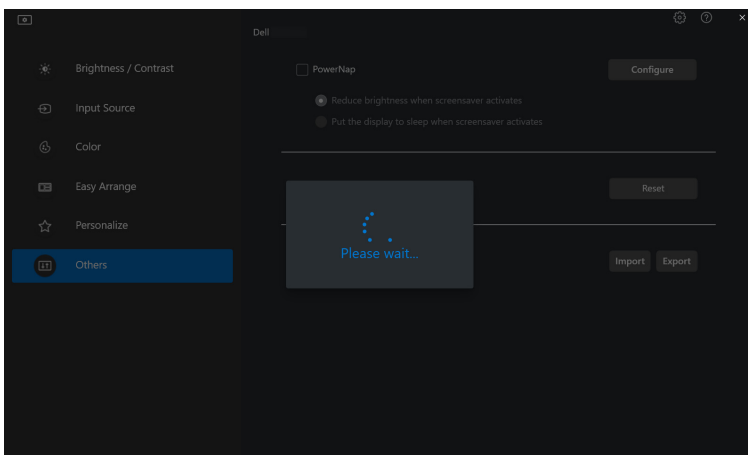 Dell
Brightness / Contrast
Input Source
Color
Easy Arrange
Personalize
Others
PowerNap
Configure
Reduce brightness when screensaver activates
Put the display to sleep when screensaver activates
Reset
Please wait...
Import Export